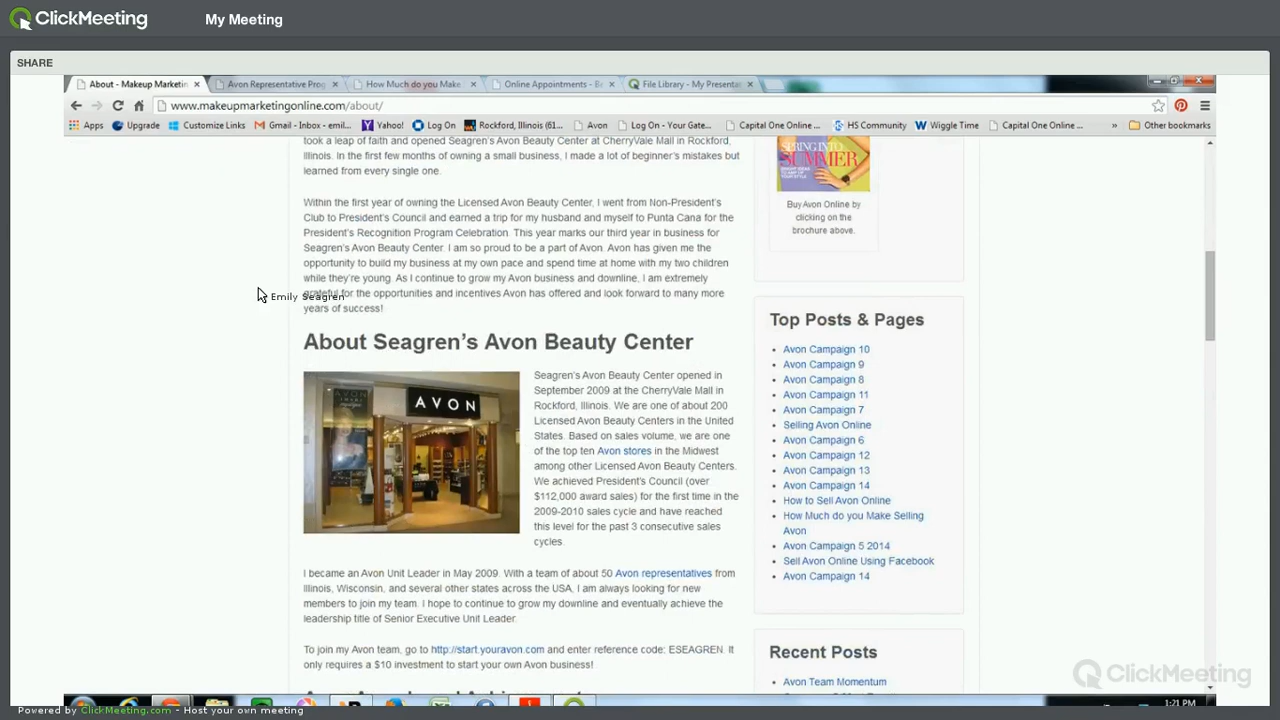 ClickMeeting
My Meeting
SHARE
About - Makeup Marketin
Avon Representative Prog
How Much do you Make
Online Appointments - Be
File Library - My Presentat
www.makeupmarketingonline.com/about/
Apps
Upgrade
Customize Links
Gmail - Inbox - emil...
Yahoo!
Log On
Rockford, Illinois (61...
Avon
Log On - Your Gate...
Capital One Online ...
HS Community
Wiggle Time
Capital One Online ...
»
Other bookmarks
took a leap of faith and opened Seagren's Avon Beauty Center at CherryVale Mall in Rockford,
Illinois. In the first few months of owning a small business, I made a lot of beginner's mistakes but
learned from every single one.
Within the first year of owning the Licensed Avon Beauty Center, I went from Non-President's
Club to President's Council and earned a trip for my husband and myself to Punta Cana for the
President's Recognition Program Celebration. This year marks our third year in business for
Seagren's Avon Beauty Center. I am so proud to be a part of Avon. Avon has given me the
opportunity to build my business at my own pace and spend time at home with my two children
while they're young. As I continue to grow my Avon business and downline, I am extremely
grateful for the opportunities and incentives Avon has offered and look forward to many more
years of success!
Emily Seagren
About Seagren's Avon Beauty Center
AVON
AVON
Seagren's Avon Beauty Center opened in
September 2009 at the CherryVale Mall in
Rockford, Illinois. We are one of about 200
Licensed Avon Beauty Centers in the United
States. Based on sales volume, we are one
of the top ten Avon stores in the Midwest
among other Licensed Avon Beauty Centers.
We achieved President's Council (over
$112,000 award sales) for the first time in the
2009-2010 sales cycle and have reached
this level for the past 3 consecutive sales
cycles.
I became an Avon Unit Leader in May 2009. With a team of about 50 Avon representatives from
Illinois, Wisconsin, and several other states across the USA, I am always looking for new
members to join my team. I hope to continue to grow my downline and eventually achieve the
leadership title of Senior Executive Unit Leader.
To join my Avon team, go to http://start.youravon.com and enter reference code: ESEAGREN. It
only requires a $10 investment to start your own Avon business!
SPRING INTO
SUMMER
Buy Avon Online by
clicking on the
brochure above.
Top Posts & Pages
Avon Campaign 10
Avon Campaign 9
Avon Campaign 8
Avon Campaign 11
Avon Campaign 7
Selling Avon Online
Avon Campaign 6
Avon Campaign 12
Avon Campaign 13
Avon Campaign 14
How to Sell Avon Online
How Much do you Make Selling
Avon
Avon Campaign 5 2014
Sell Avon Online Using Facebook
Avon Campaign 14
Recent Posts
Avon Team Momentum
ClickMeeting
1:21 PM
Powered by ClickMeeting.com - Host your own meeting